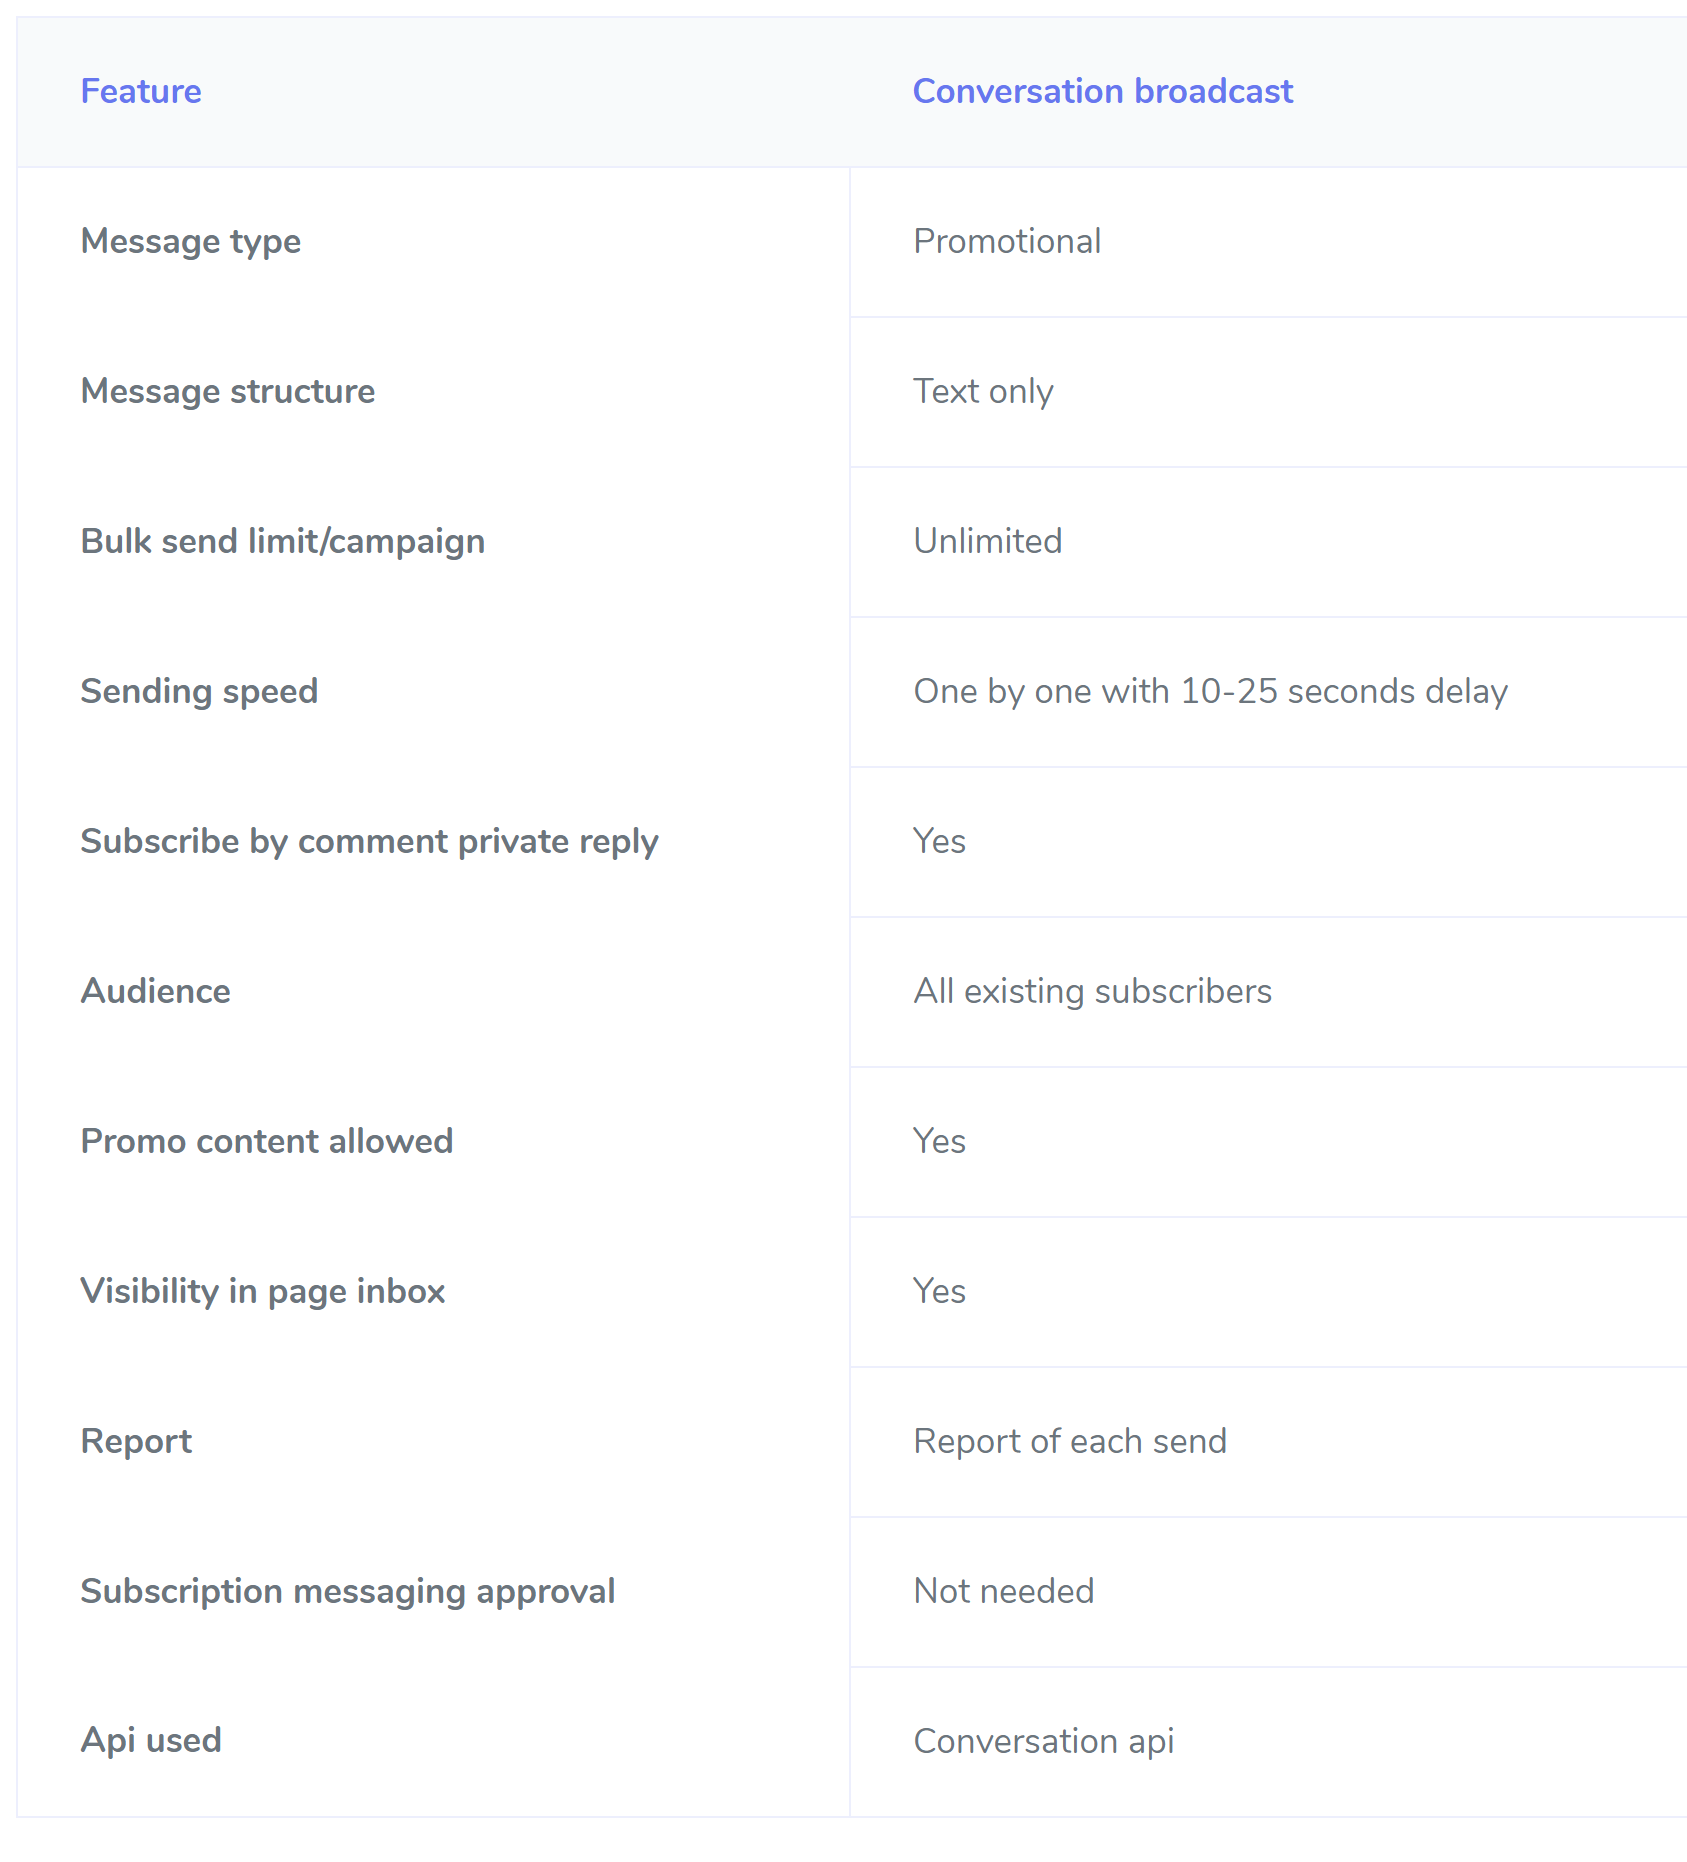 Feature Conversation broadcast
Message type Promotional
Message structure Text only
Bulk send limit/campaign Unlimited
Sending speed One by one with 10-25 seconds delay
Subscribe by comment private reply Yes
Audience All existing subscribers
Promo content allowed Yes
Visibility in page inbox Yes
Report Report of each send
Subscription messaging approval Not needed
Api used Conversation api